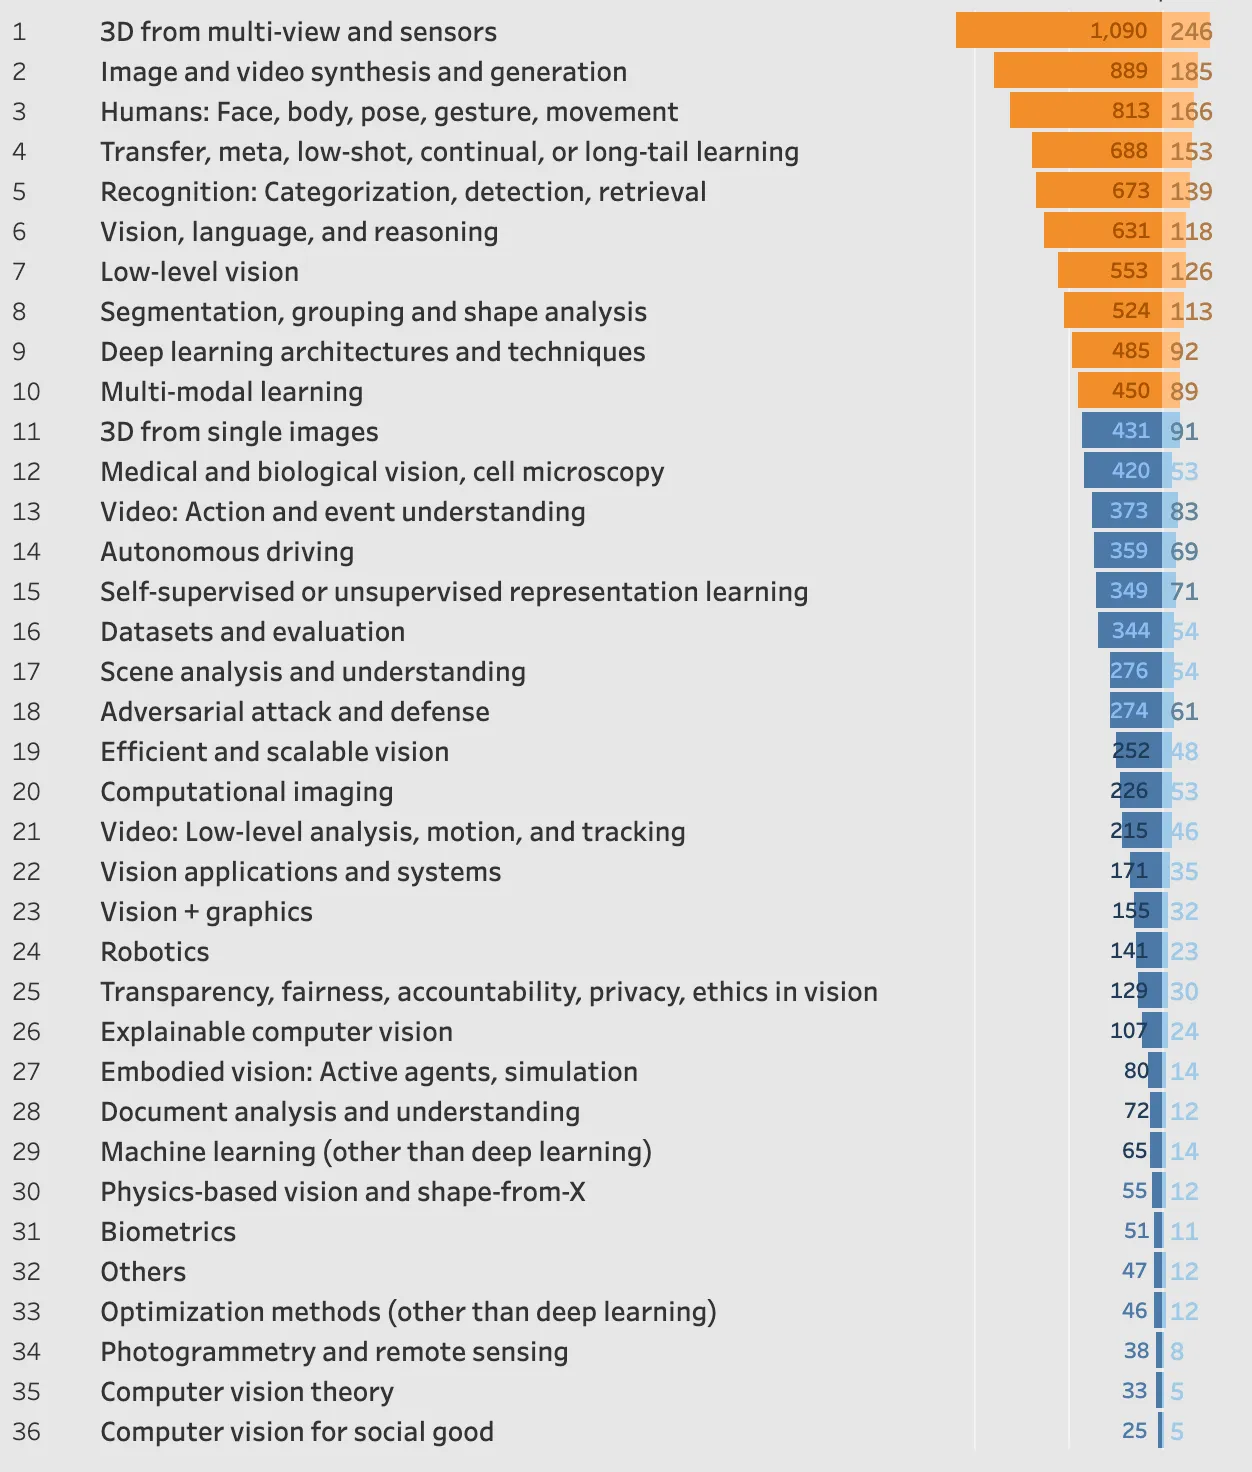 1 3D from multi-view and sensors 1,090 246
2 Image and video synthesis and generation 889 185
3 Humans: Face, body, pose, gesture, movement 813 166
4 Transfer, meta, low-shot, continual, or long-tail learning 688 153
5 Recognition: Categorization, detection, retrieval 673 139
6 Vision, language, and reasoning 631 118
7 Low-level vision 553 126
8 Segmentation, grouping and shape analysis 524 113
9 Deep learning architectures and techniques 485 92
10 Multi-modal learning 450 89
11 3D from single images 431 91
12 Medical and biological vision, cell microscopy 420 53
13 Video: Action and event understanding 373 83
14 Autonomous driving 359 69
15 Self-supervised or unsupervised representation learning 349 71
16 Datasets and evaluation 344 54
17 Scene analysis and understanding 276 54
18 Adversarial attack and defense 274 61
19 Efficient and scalable vision 252 48
20 Computational imaging 226 53
21 Video: Low-level analysis, motion, and tracking 215 46
22 Vision applications and systems 171 35
23 Vision + graphics 155 32
24 Robotics 141 23
25 Transparency, fairness, accountability, privacy, ethics in vision 129 30
26 Explainable computer vision 107 24
27 Embodied vision: Active agents, simulation 80 14
28 Document analysis and understanding 72 12
29 Machine learning (other than deep learning) 65 14
30 Physics-based vision and shape-from-X 55 12
31 Biometrics 51 11
32 Others 47 12
33 Optimization methods (other than deep learning) 46 12
34 Photogrammetry and remote sensing 38 8
35 Computer vision theory 33 5
36 Computer vision for social good 25 5